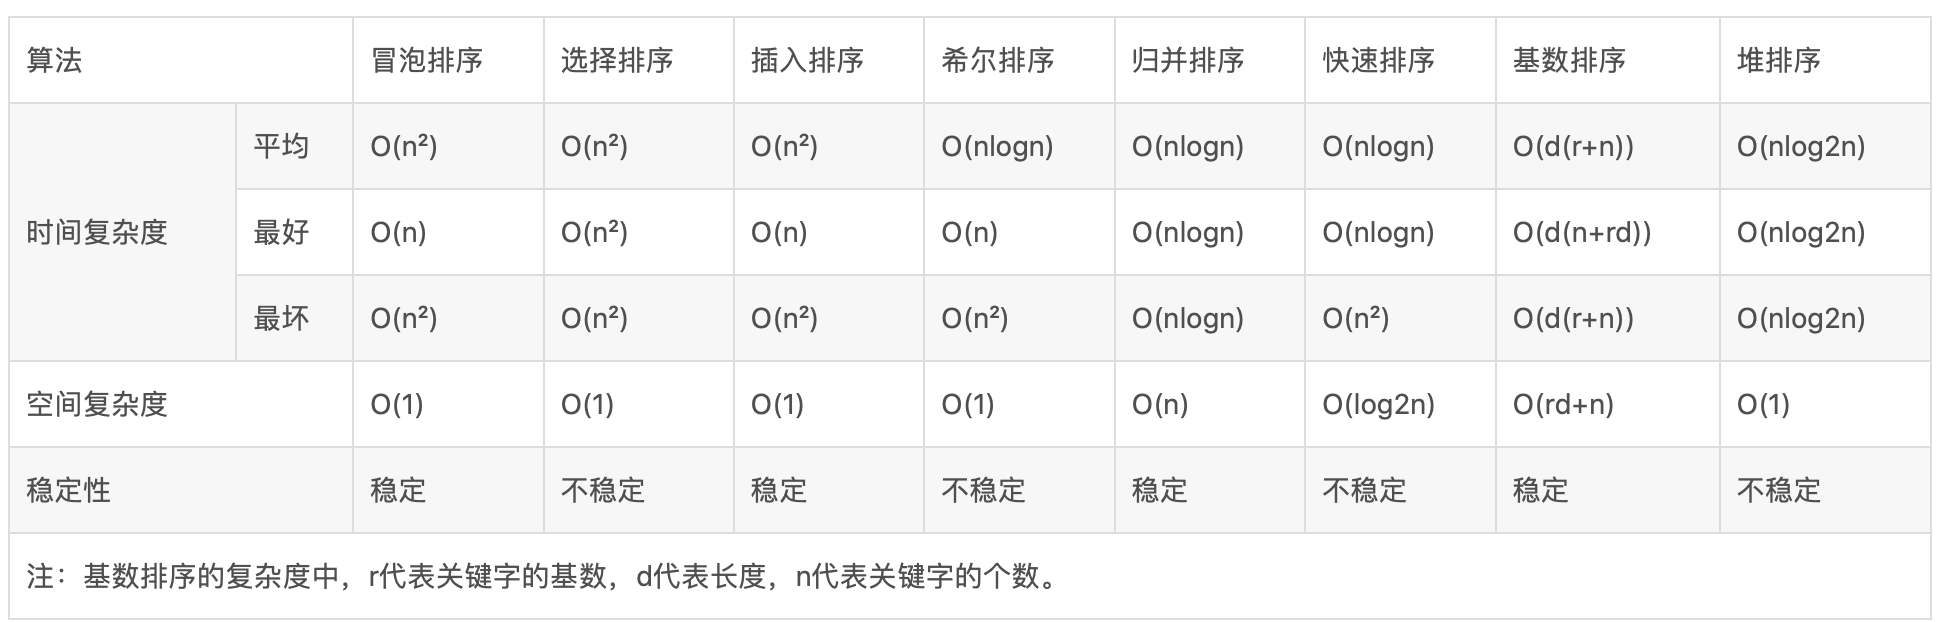 算法 冒泡排序 选择排序 插入排序 希尔排序 归并排序 快速排序 基数排序 堆排序
平均 O(n²) O(n²) O(n²) O(nlogn) O(nlogn) O(nlogn) O(d(r+n)) O(nlog2n)
时间复杂度 最好 O(n) O(n²) O(n) O(n) O(nlogn) O(nlogn) O(d(n+rd)) O(nlog2n)
最坏 O(n²) O(n²) O(n²) O(n²) O(nlogn) O(n²) O(d(r+n)) O(nlog2n)
空间复杂度 O(1) O(1) O(1) O(1) O(n) O(log2n) O(rd+n) O(1)
稳定性 稳定 不稳定 稳定 不稳定 稳定 不稳定 稳定 不稳定
注：基数排序的复杂度中，r代表关键字的基数，d代表长度，n代表关键字的个数。